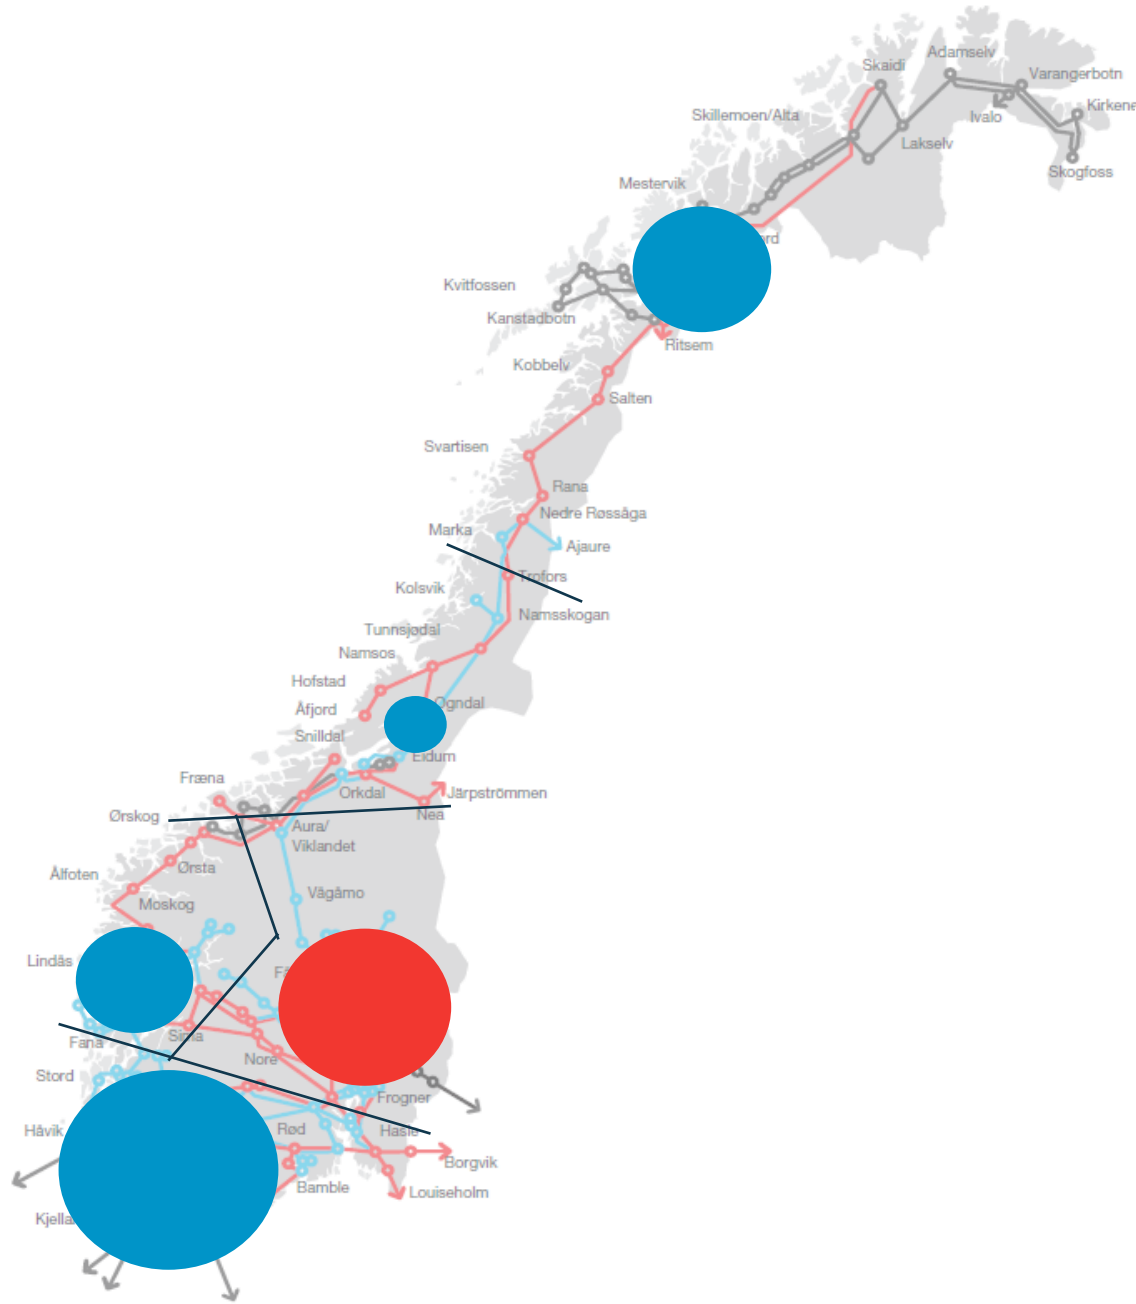 Adamselv
Skaidi
Varangerbotn
Kirkene
Skillemoen/Alta
Ivalo
Lakselv
Skogfoss
Mestervik
Kvitfossen
Kanstadbotn
Ritsem
Kobbelv
Salten
Svartisen
Rana
Nedre Røssåga
Marka
Ajaure
Trofors
Kolsvik
Namsskogan
Tunnsjødal
Namsos
Hofstad
Åfjord
Ogndal
Snilldal
Eidum
Fræna
Orkdal
Järpströmmen
Nea
Ørskog
Aura/
Viklandet
Ørsta
Ålfoten
Vågåmo
Moskog
Lindås
Sima
Fana
Nore
Stord
Frogner
Håvik
Rød
Hasle
Borgvik
Bamble
Louiseholm